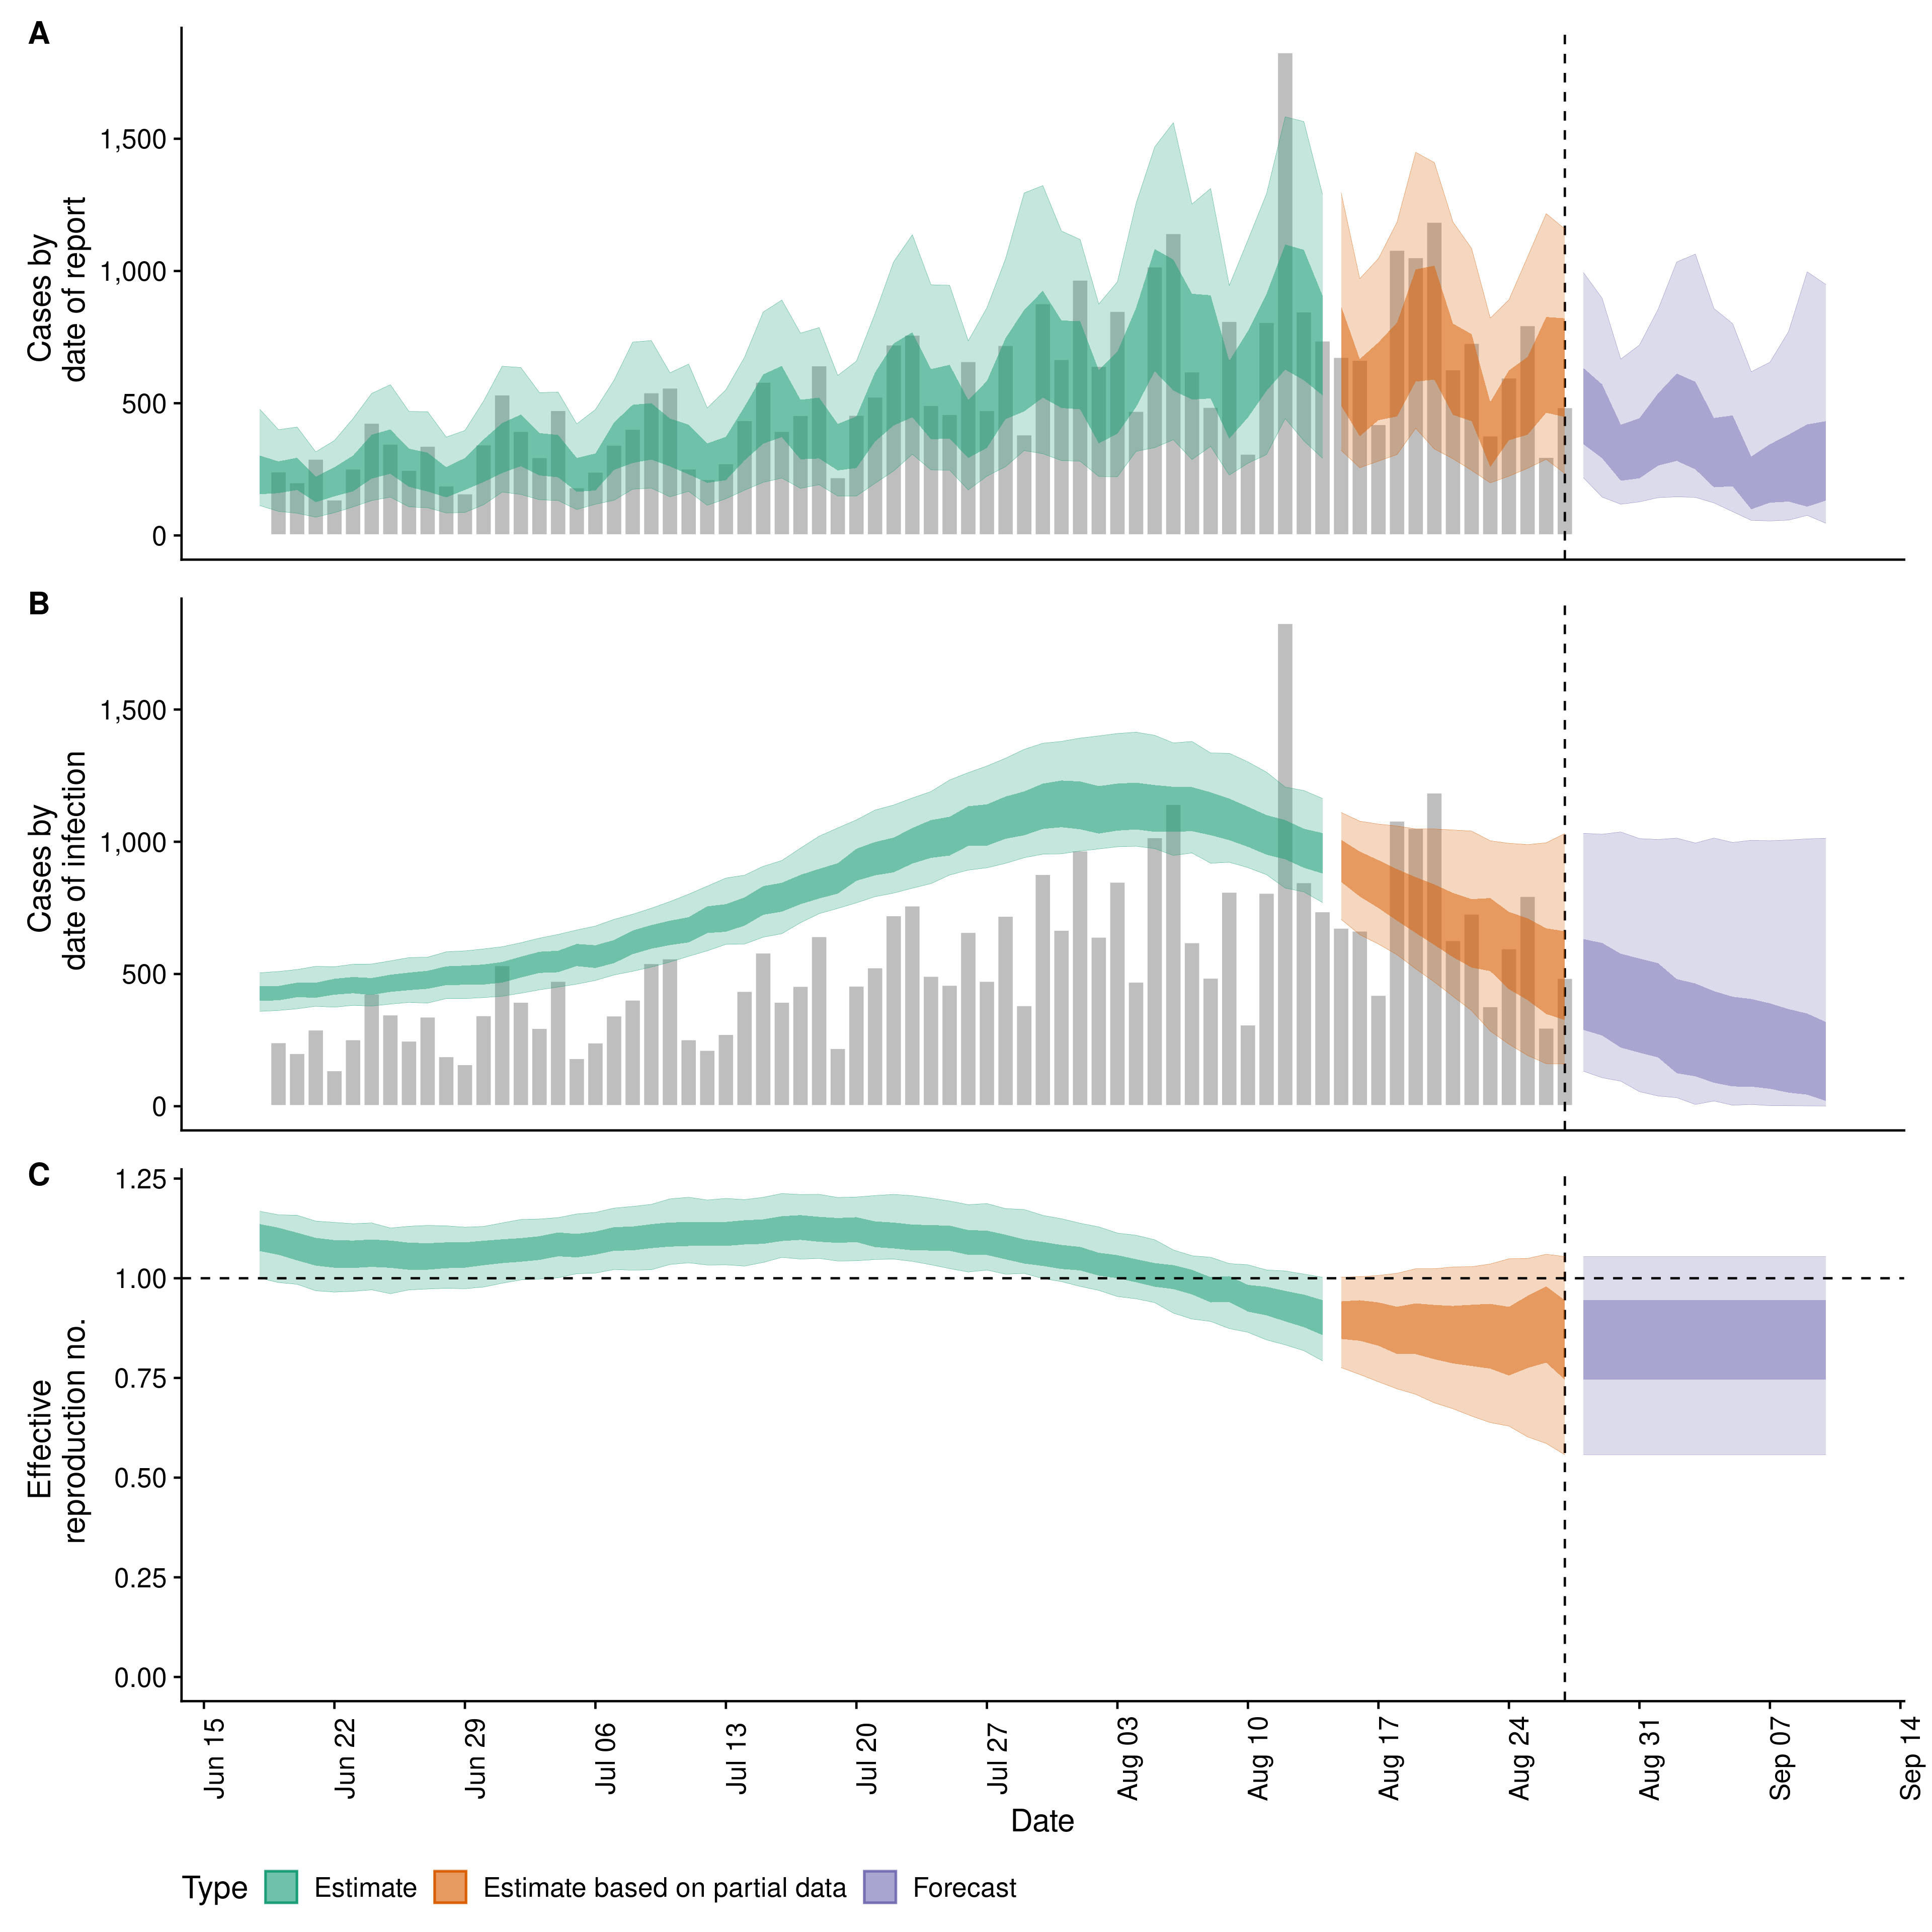 A
Cases by
date of report
1,500
1,000
500
0
B
Cases by
date of infection
1,500
1,000
500
0
C
Effective
reproduction no.
1.25
1.00
0.75
0.50
0.25
0.00
Jun 15
Jun 22
Jun 29
Jul 06
Jul 13
Jul 20
Jul 27
Aug 03
Aug 10
Aug 17
Aug 24
Aug 31
Sep 07
Sep 14
Date
Type Estimate Estimate based on partial data Forecast